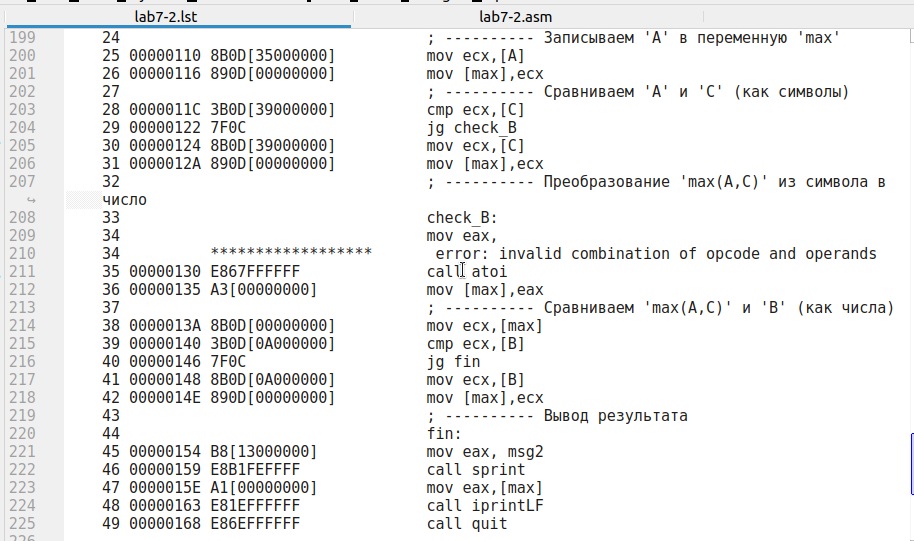 lab7-2.lst lab7-2.asm
199 24 ; ---------- Записываем 'A' в переменную 'max'
200 25 00000110 8B0D[35000000] mov ecx,[A]
201 26 00000116 890D[00000000] mov [max],ecx
202 27 ; ---------- Сравниваем 'A' и 'С' (как символы)
203 28 0000011C 3B0D[39000000] cmp ecx,[C]
204 29 00000122 7F0C jg check_B
205 30 00000124 8B0D[39000000] mov ecx,[C]
206 31 0000012A 890D[00000000] mov [max],ecx
207 32 ; ---------- Преобразование 'max(A,C)' из символа в
↪ число
208 33 check_B:
209 34 mov eax,
210 34 ****************** error: invalid combination of opcode and operands
211 35 00000130 E867FFFFFF call atoi
212 36 00000135 A3[00000000] mov [max],eax
213 37 ; ---------- Сравниваем 'max(A,C)' и 'B' (как числа)
214 38 0000013A 8B0D[00000000] mov ecx,[max]
215 39 00000140 3B0D[0A000000] cmp ecx,[B]
216 40 00000146 7F0C jg fin
217 41 00000148 8B0D[0A000000] mov ecx,[B]
218 42 0000014E 890D[00000000] mov [max],ecx
219 43 ; ---------- Вывод результата
220 44 fin:
221 45 00000154 B8[13000000] mov eax, msg2
222 46 00000159 E8B1FEFFFF call sprint
223 47 0000015E A1[00000000] mov eax,[max]
224 48 00000163 E81EFFFFFF call iprintLF
225 49 00000168 E86EFFFFFF call quit